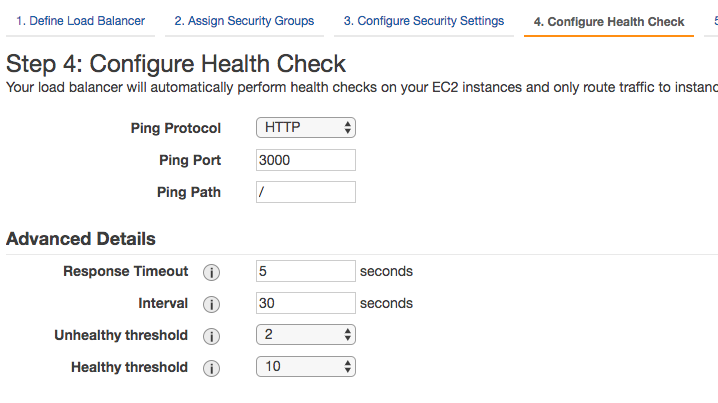 1. Define Load Balancer 2. Assign Security Groups 3. Configure Security Settings 4. Configure Health Check 5
Step 4: Configure Health Check
Your load balancer will automatically perform health checks on your EC2 instances and only route traffic to instanc
Ping Protocol HTTP
Ping Port 3000
Ping Path /
Advanced Details
Response Timeout i 5 seconds
Interval i 30 seconds
Unhealthy threshold i 2
Healthy threshold i 10